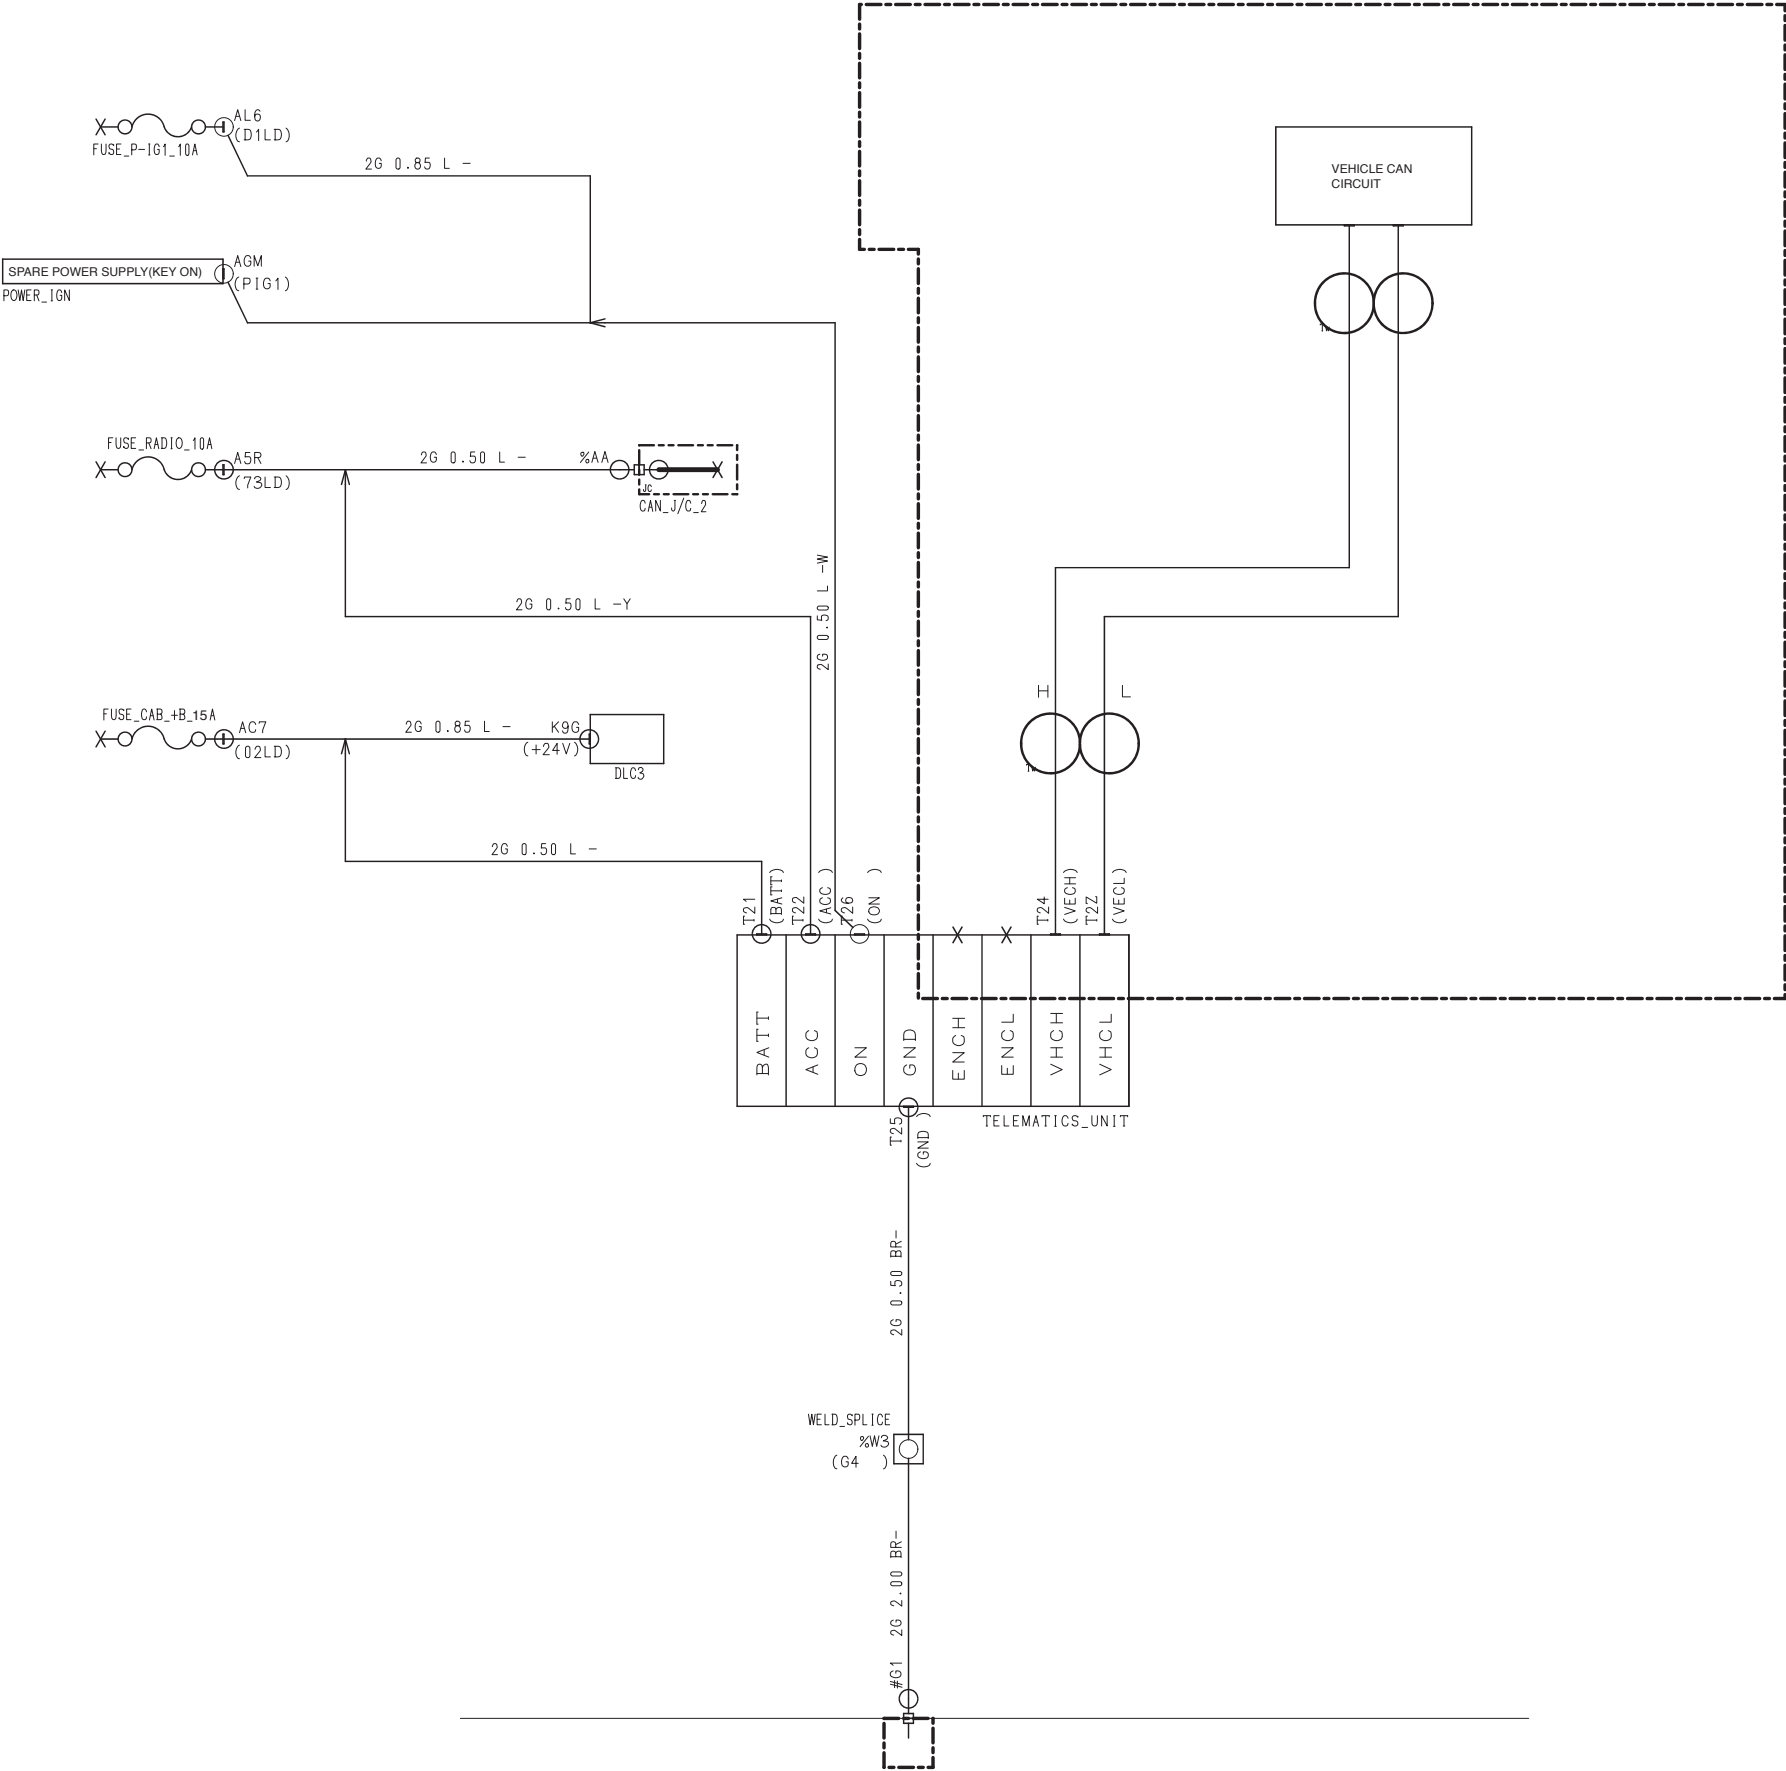 AL6
(D1LD)
FUSE_P-IG1_10A
2G 0.85 L -
VEHICLE CAN
CIRCUIT
AGM
SPARE POWER SUPPLY(KEY ON)
(PIG1)
POWER_IGN
Tw
FUSE_RADIO_10A
A5R
(73LD)
2G 0.50 L -
%AA
JC
CAN_J/C_2
2G 0.50 L -W
2G 0.50 L -Y
H
L
FUSE_CAB_+B_15A
AC7
(02LD)
2G 0.85 L -
K9G
(+24V)
DLC3
Tw
2G 0.50 L -
T21
(BATT)
T22
(ACC )
T26
(ON )
T24
(VECH)
T2Z
(VECL)
BATT
ACC
ON
GND
ENCH
ENCL
VHCH
VHCL
TELEMATICS_UNIT
T25
(GND )
2G 0.50 BR-
WELD_SPLICE
%W3
(G4 )
2G 2.00 BR-
#G1